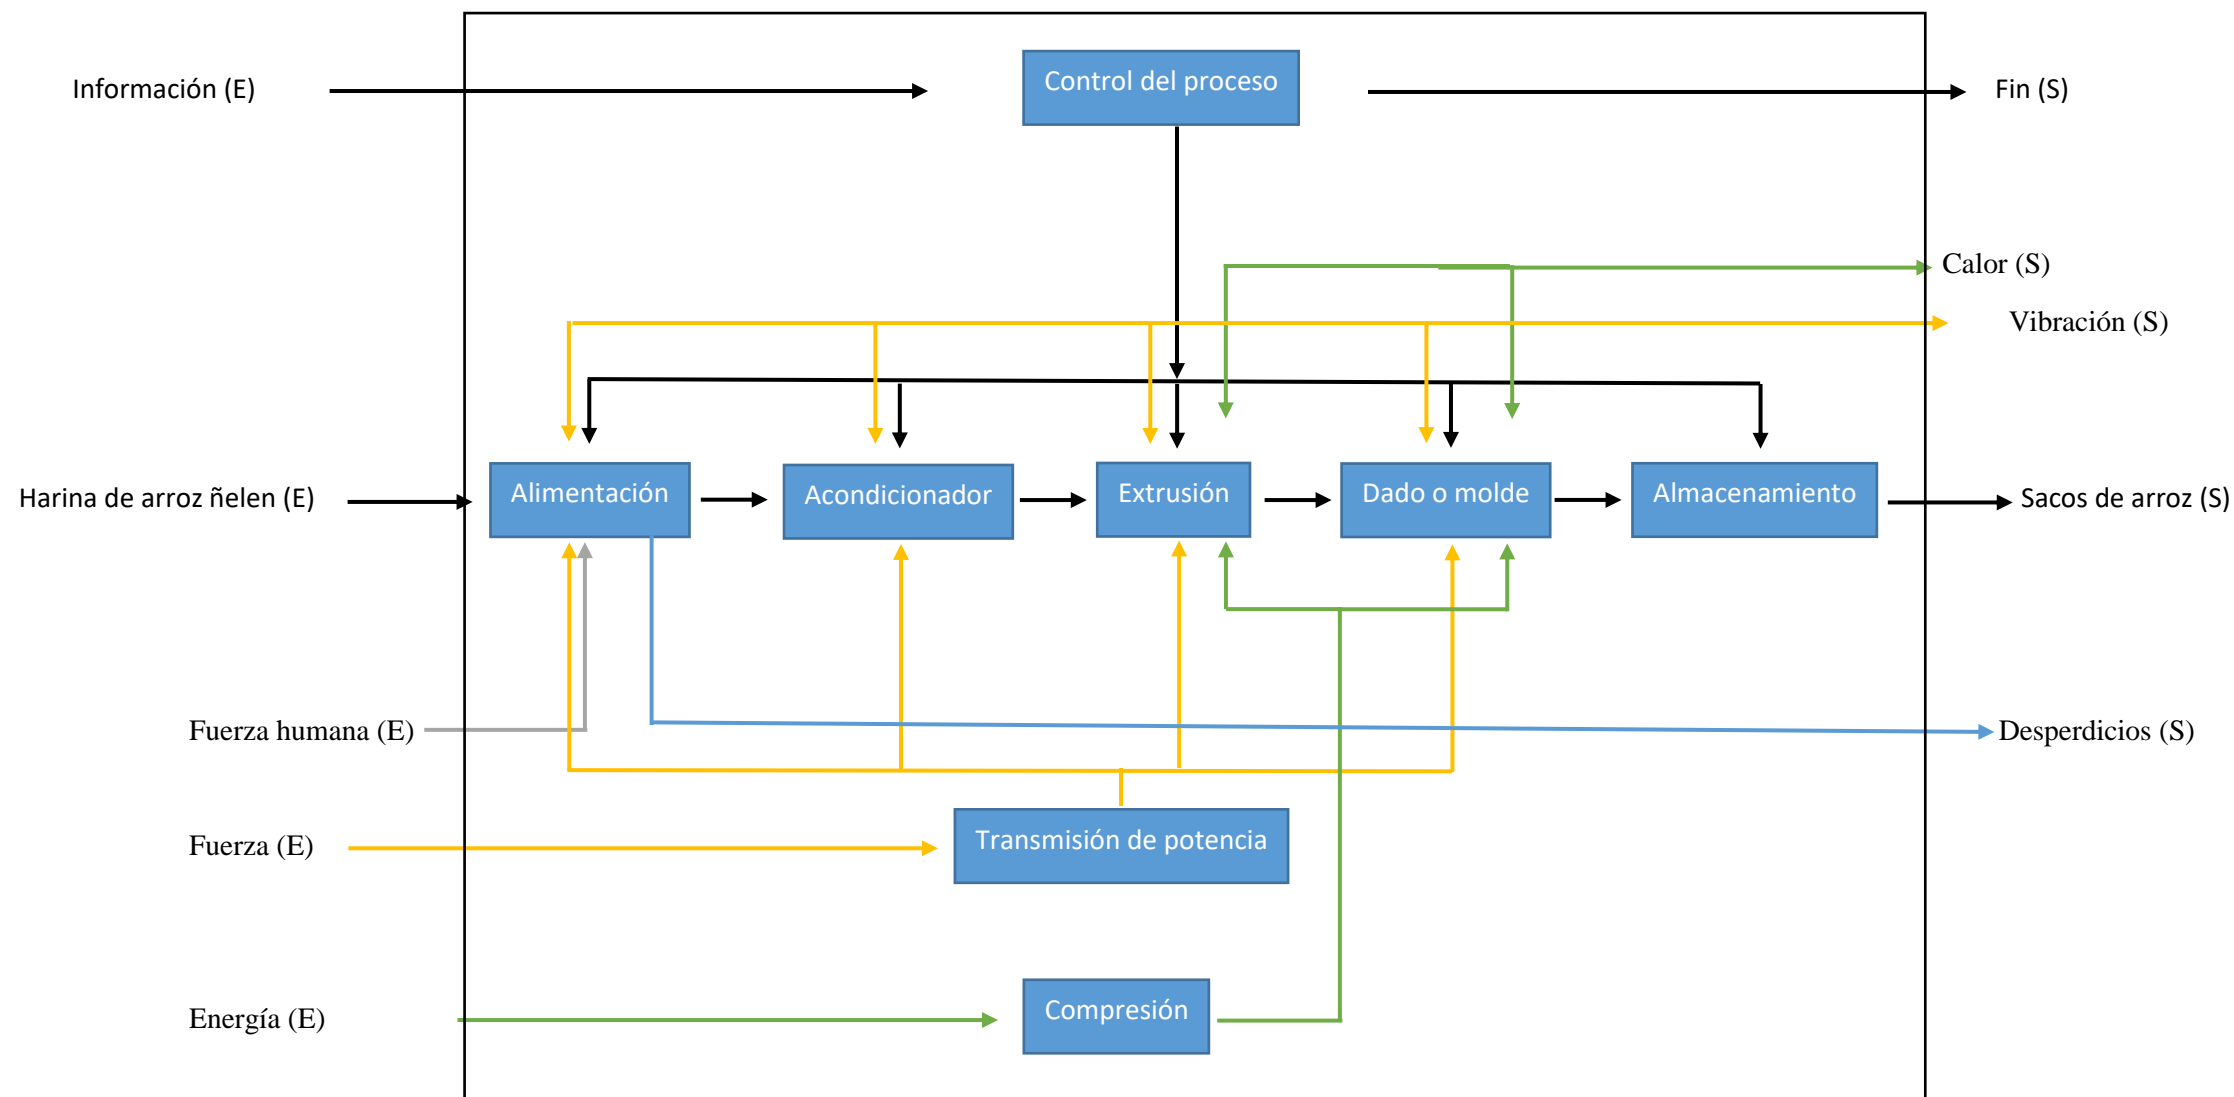 Información (E)
Control del proceso
Fin (S)
Calor (S)
Vibración (S)
Harina de arroz ñelen (E)
Alimentación
Acondicionador
Extrusión
Dado o molde
Almacenamiento
Sacos de arroz (S)
Fuerza humana (E)
Desperdicios (S)
Fuerza (E)
Transmisión de potencia
Energía (E)
Compresión